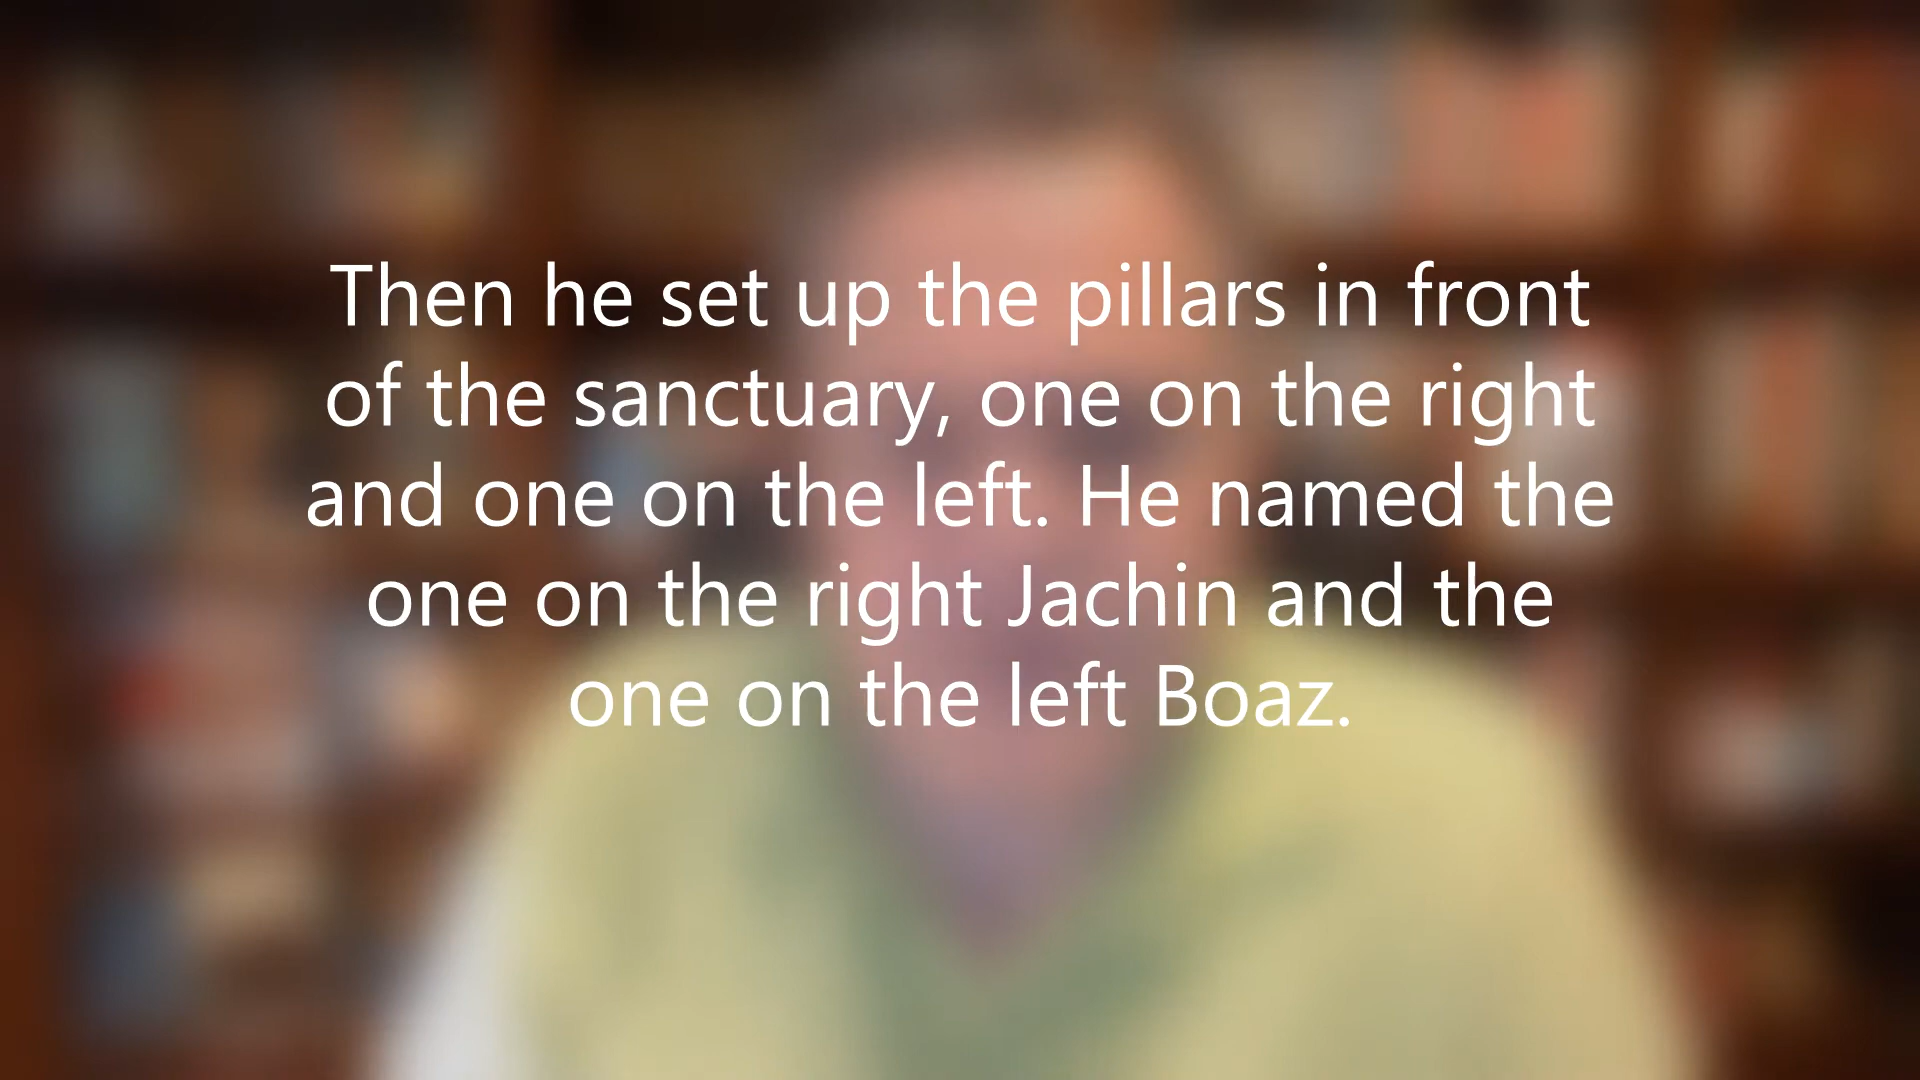 Then he set up the pillars in front
of the sanctuary, one on the right
and one on the left. He named the
one on the right Jachin and the
one on the left Boaz.